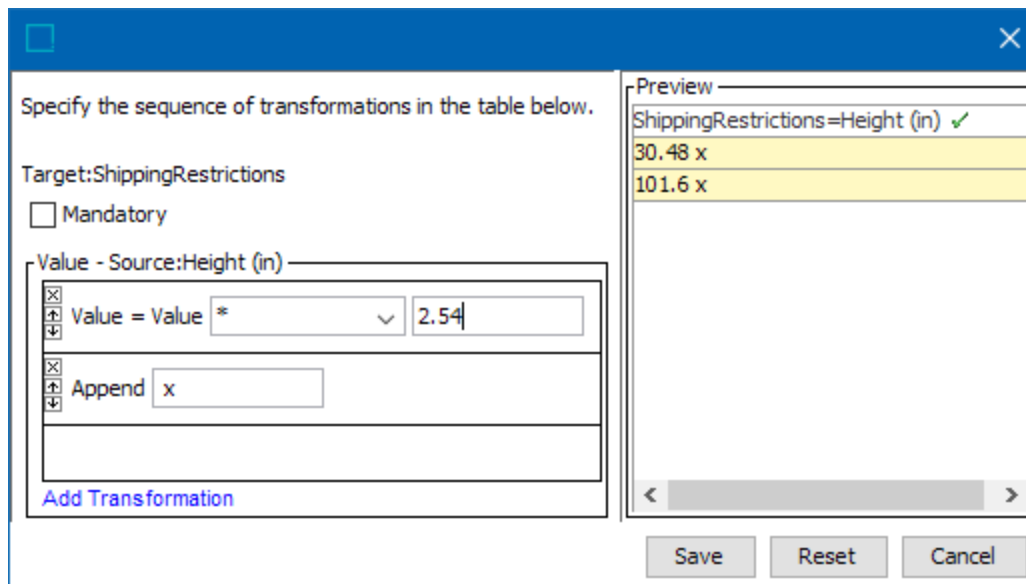 Specify the sequence of transformations in the table below.
Target:ShippingRestrictions
Mandatory
Value - Source:Height (in)
Value = Value * 2.54
Append x
Add Transformation
Preview
ShippingRestrictions=Height (in)
30.48 x
101.6 x
Save Reset Cancel